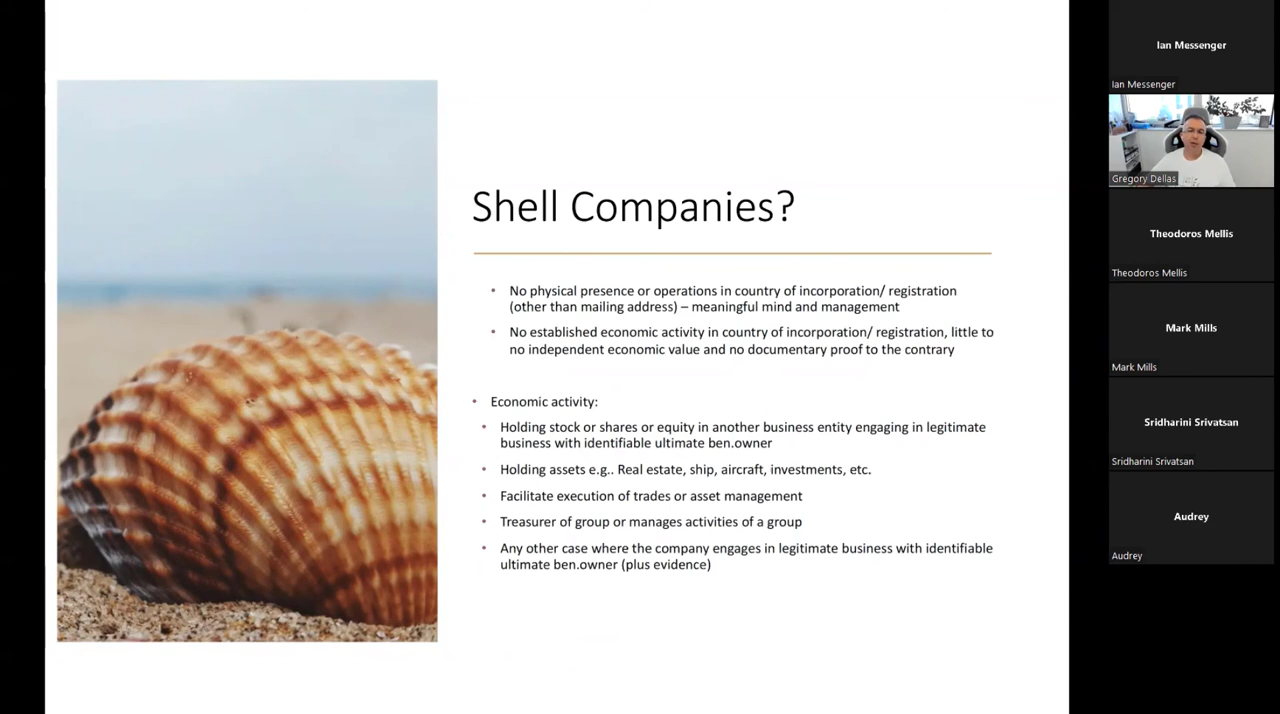 Shell Companies?
• No physical presence or operations in country of incorporation/ registration
(other than mailing address) – meaningful mind and management
• No established economic activity in country of incorporation/ registration, little to
no independent economic value and no documentary proof to the contrary
• Economic activity:
• Holding stock or shares or equity in another business entity engaging in legitimate
business with identifiable ultimate ben.owner
• Holding assets e.g.. Real estate, ship, aircraft, investments, etc.
• Facilitate execution of trades or asset management
• Treasurer of group or manages activities of a group
• Any other case where the company engages in legitimate business with identifiable
ultimate ben.owner (plus evidence)
Ian Messenger
Ian Messenger
Gregory Dellas
Theodoros Mellis
Theodoros Mellis
Mark Mills
Mark Mills
Sridharini Srivatsan
Sridharini Srivatsan
Audrey
Audrey